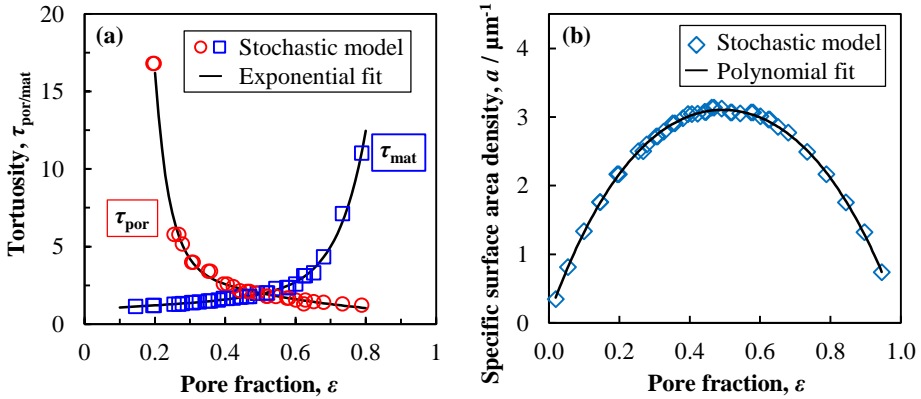 (a)
Stochastic model
Exponential fit
τmat
τpor
Tortuosity, τpor/mat
20
15
10
5
0
0 0.2 0.4 0.6 0.8 1
Pore fraction, ε
(b)
Stochastic model
Polynomial fit
Specific surface area density, a / µm⁻¹
5
4
3
2
1
0
0.0 0.2 0.4 0.6 0.8 1.0
Pore fraction, ε